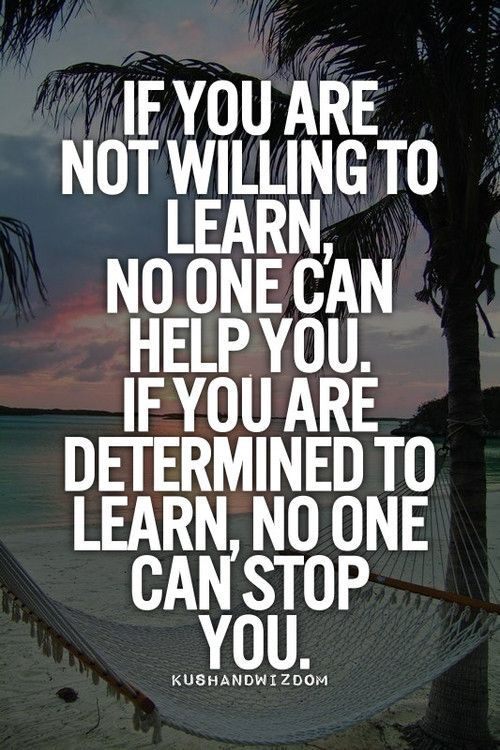 IF YOU ARE
NOT WILLING TO
LEARN,
NO ONE CAN
HELP YOU.
IF YOU ARE
DETERMINED TO
LEARN, NO ONE
CAN STOP
YOU.
KUSHANDWIZDOM